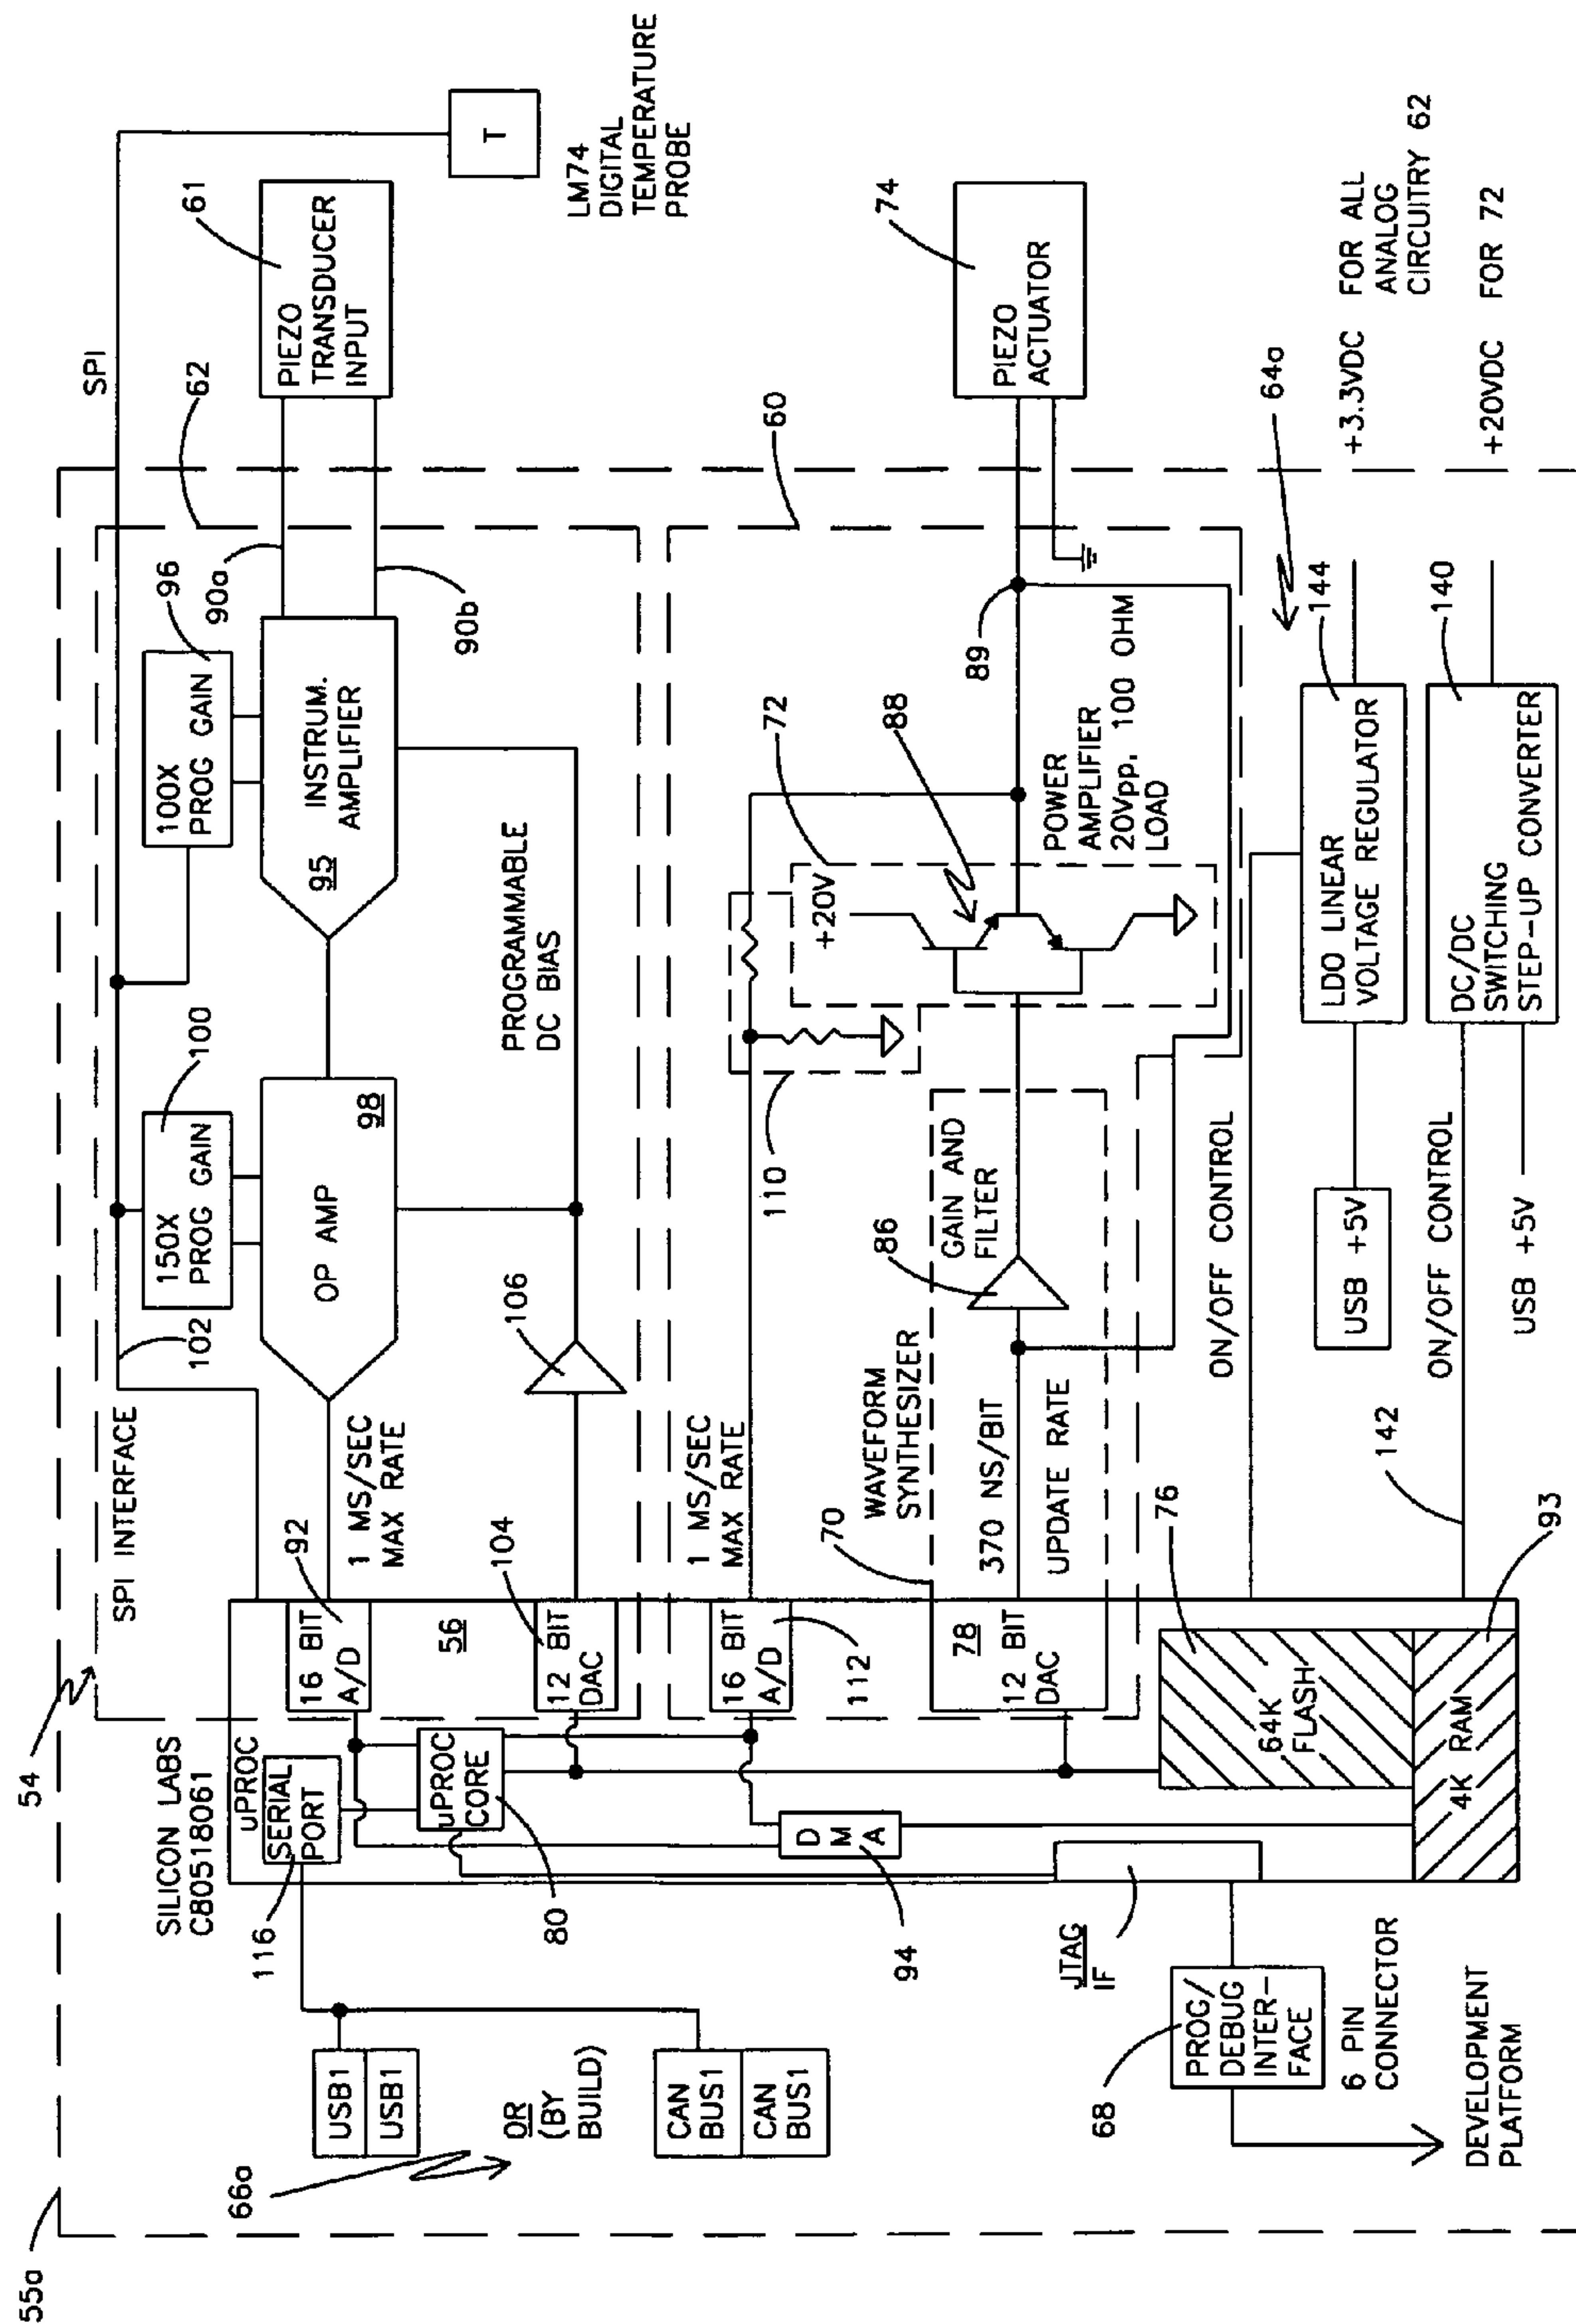 55a
54
SILICON LABS
C80518061
116
uPROC
SERIAL
PORT
uPROC
CORE
80
94
D
M
A
66a
USB1
USB1
OR
(BY
BUILD)
CAN
BUS1
CAN
BUS1
68
PROG/
DEBUG
INTER-
FACE
6 PIN
CONNECTOR
DEVELOPMENT
PLATFORM
JTAG
IF
SPI INTERFACE
102
92
16 BIT
A/D
56
1 MS/SEC
MAX RATE
104
12 BIT
DAC
106
16 BIT
A/D
112
1 MS/SEC
MAX RATE
70
WAVEFORM
SYNTHESIZER
78
12 BIT
DAC
370 NS/BIT
UPDATE RATE
76
64K
FLASH
4K RAM
93
150X
PROG GAIN
100
OP AMP
98
100X
PROG GAIN
96
INSTRUM.
AMPLIFIER
95
90a
90b
PROGRAMMABLE
DC BIAS
62
SPI
PIEZO
TRANSDUCER
INPUT
61
T
LM74
DIGITAL
TEMPERATURE
PROBE
60
86
GAIN AND
FILTER
110
72
+20V
88
POWER
AMPLIFIER
20Vpp, 100 OHM
LOAD
89
PIEZO
ACTUATOR
74
ON/OFF CONTROL
USB +5V
LDO LINEAR
VOLTAGE REGULATOR
144
64a
+3.3VDC FOR ALL
ANALOG
CIRCUITRY 62
142
ON/OFF CONTROL
USB +5V
DC/DC
SWITCHING
STEP-UP CONVERTER
140
+20VDC FOR 72